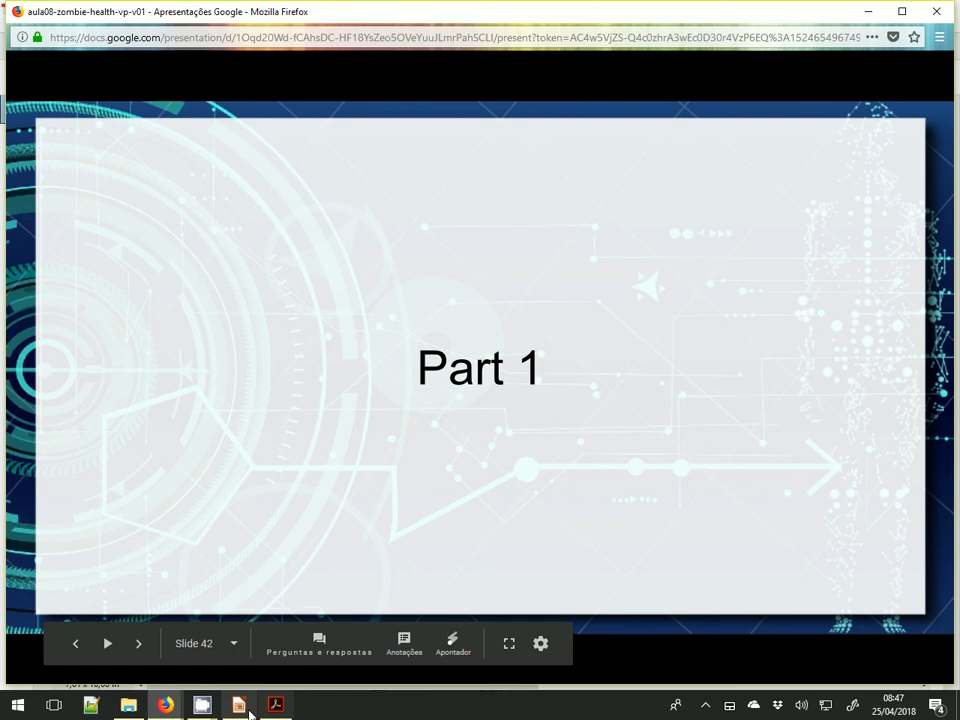 aula08-zombie-health-vp-v01 - Apresentações Google - Mozilla Firefox
https://docs.google.com/presentation/d/1Oqd20Wd-fCAhsDC-HF18YsZeo5OVeYuuJLmrPahSCLI/present?token=AC4w5VjZS-Q4c0zhrA3wEc0D30r4VzP6EQ%3A152465496749
Part 1
Slide 42
Perguntas e respostas
Anotações
Apontador
08:47
25/04/2018
4